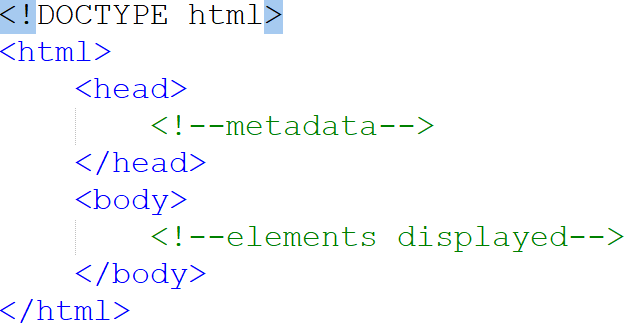 <!DOCTYPE html>
<html>
    <head>
        <!--metadata-->
    </head>
    <body>
        <!--elements displayed-->
    </body>
</html>